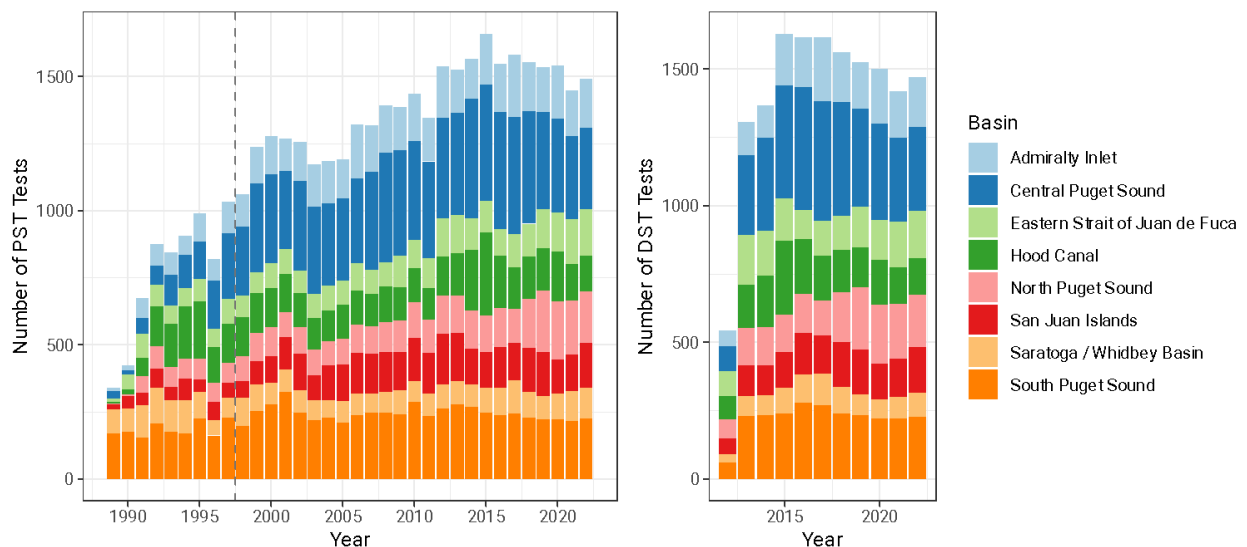 Number of PST Tests
1500
1000
500
0
1990 1995 2000 2005 2010 2015 2020
Year
Number of DST Tests
1500
1000
500
0
2015 2020
Year
Basin
Admiralty Inlet
Central Puget Sound
Eastern Strait of Juan de Fuca
Hood Canal
North Puget Sound
San Juan Islands
Saratoga / Whidbey Basin
South Puget Sound